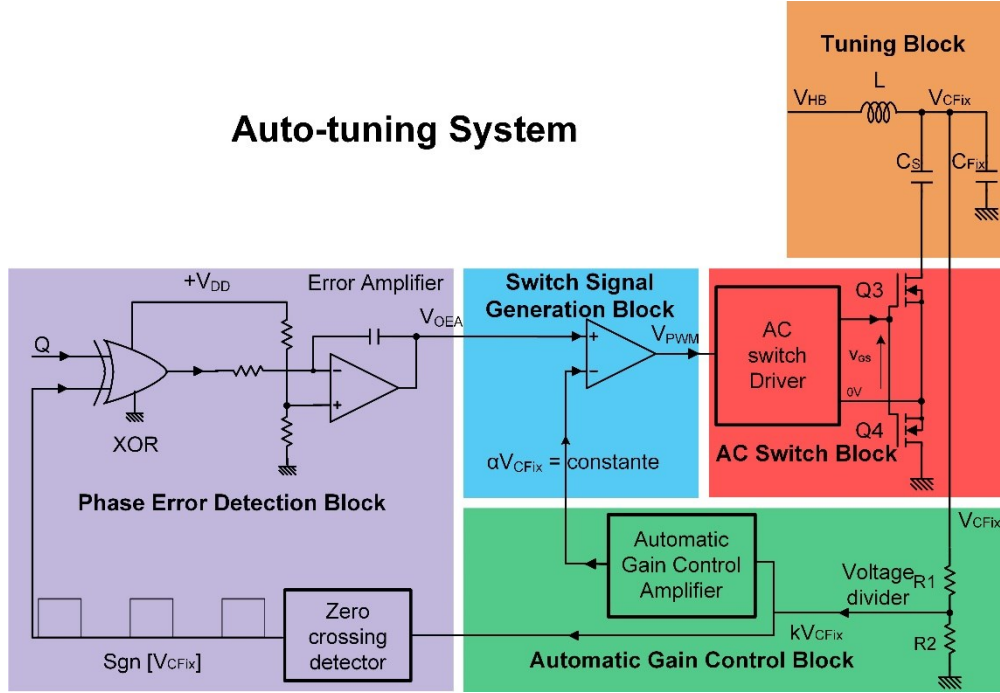 Auto-tuning System
Tuning Block
L
VHB
VCFix
CS
CFix
+VDD
Error Amplifier
VOEA
Q
XOR
−
+
Phase Error Detection Block
Sgn [VCFix]
Zero
crossing
detector
Switch Signal
Generation Block
+
−
VPWM
αVCFix = constante
AC
switch
Driver
Q3
VGS
0V
Q4
AC Switch Block
VCFix
Automatic
Gain Control
Amplifier
Voltage
divider
R1
kVCFix
R2
Automatic Gain Control Block